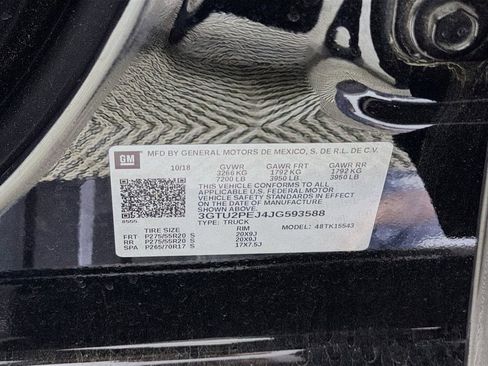 GM
MFD BY GENERAL MOTORS DE MEXICO, S. DE R.L. DE C.V.
10/18 GVWR GAWR FRT GAWR RR
3266 KG 1792 KG 1792 KG
7200 LB 3950 LB 3950 LB
THIS VEHICLE CONFORMS TO ALL APPLICABLE
U.S. FEDERAL MOTOR VEHICLE SAFETY STANDARDS IN
EFFECT ON THE DATE OF MANUFACTURE
SHOWN ABOVE
3GTU2PEJ4JG593588
TYPE: TRUCK
TIRE SIZE RIM MODEL: 48TK15543
FRT P275/55R20 S 20X9J
RR P275/55R20 S 20X9J
SPA P265/70R17 S 17X7.5J